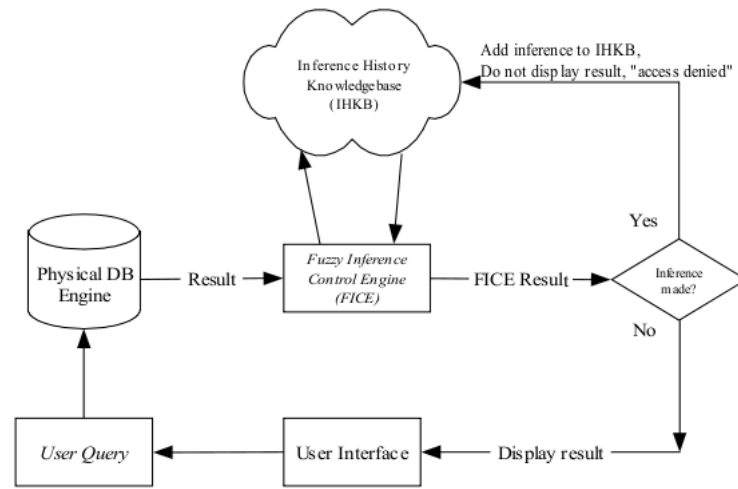 Inference History
Knowledgebase
(IHKB)
Add inference to IHKB,
Do not display result, "access denied"
Yes
Physical DB
Engine
Result
Fuzzy Inference
Control Engine
(FICE)
FICE Result
Inference
made?
No
User Query
User Interface
Display result